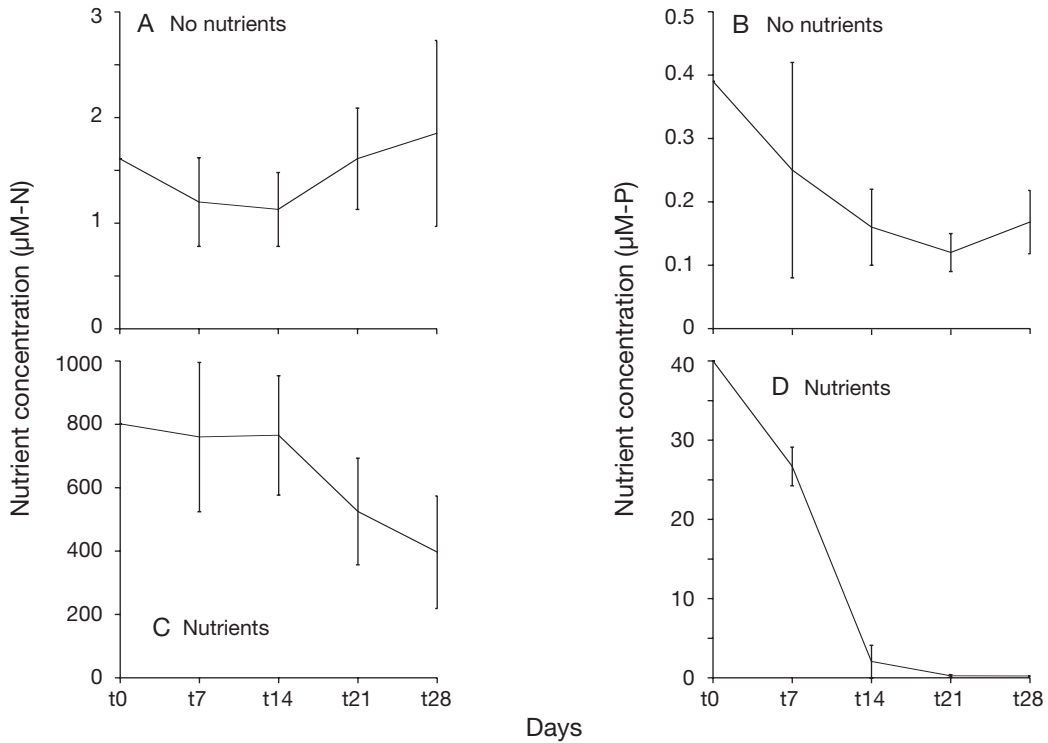 A No nutrients
3
2
1
0
Nutrient concentration (µM-N)
B No nutrients
0.5
0.4
0.3
0.2
0.1
0
Nutrient concentration (µM-P)
C Nutrients
1000
800
600
400
200
0
t0 t7 t14 t21 t28
D Nutrients
40
30
20
10
0
t0 t7 t14 t21 t28
Days